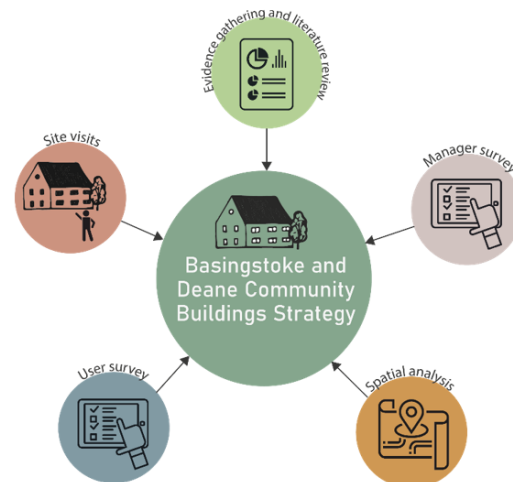 Evidence gathering and literature review
Site visits
Manager survey
Basingstoke and
Deane Community
Buildings Strategy
User survey
Spatial analysis